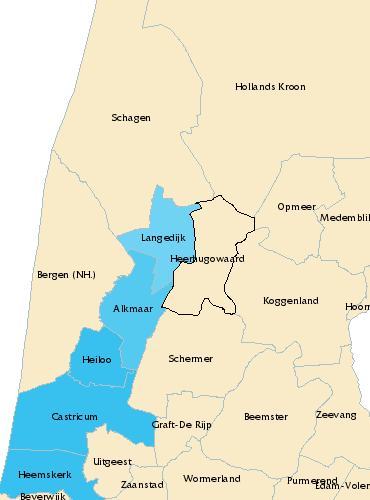 Hollands Kroon
Schagen
Opmeer
Medemblik
Langedijk
Heerhugowaard
Bergen (NH.)
Koggenland
Hoorn
Alkmaar
Heiloo
Schermer
Castricum
Graft-De Rijp
Beemster
Zeevang
Uitgeest
Heemskerk
Wormerland
Purmerend
Zaanstad
Edam-Volen
Beverwijk